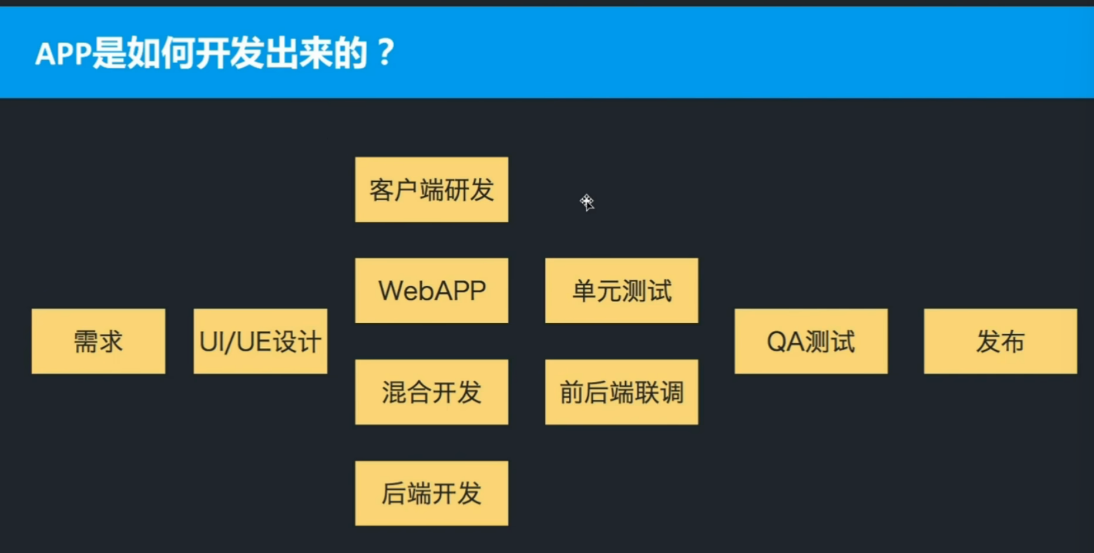 APP是如何开发出来的？
需求
UI/UE设计
客户端研发
WebAPP
混合开发
后端开发
单元测试
前后端联调
QA测试
发布